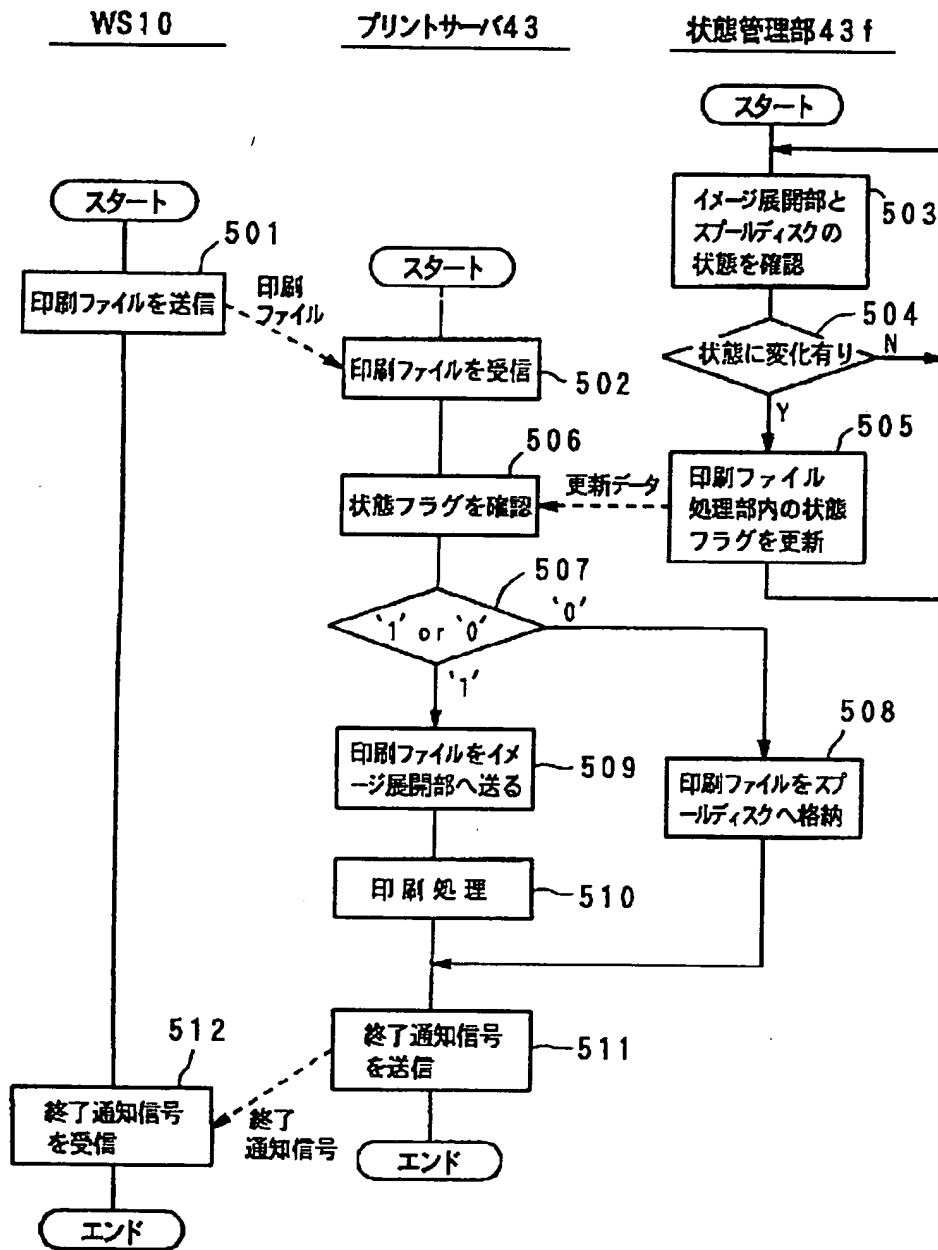 WS10
プリントサーバ43
状態管理部43f
スタート
501
印刷ファイルを送信
印刷
ファイル
スタート
印刷ファイルを受信
502
506
状態フラグを確認
507
'1' or '0'
'0'
'1'
印刷ファイルをイメ
ージ展開部へ送る
509
印刷処理
510
終了通知信号
を送信
511
エンド
スタート
イメージ展開部と
スプールディスクの
状態を確認
503
504
状態に変化有り
N
Y
505
印刷ファイル
処理部内の状態
フラグを更新
更新データ
508
印刷ファイルをスプ
ールディスクへ格納
512
終了通知信号
を受信
終了
通知信号
エンド